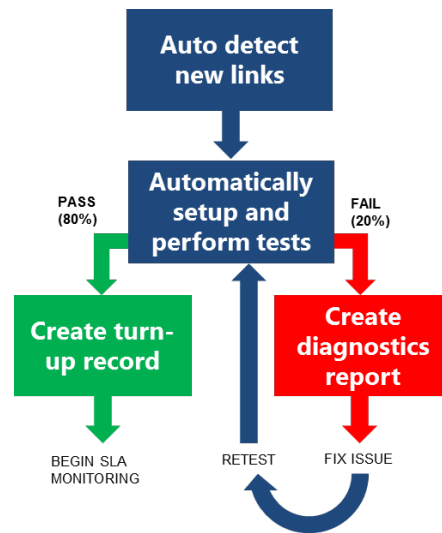 Auto detect
new links
PASS
(80%)
Automatically
setup and
perform tests
FAIL
(20%)
Create turn-
up record
Create
diagnostics
report
BEGIN SLA
MONITORING
RETEST
FIX ISSUE